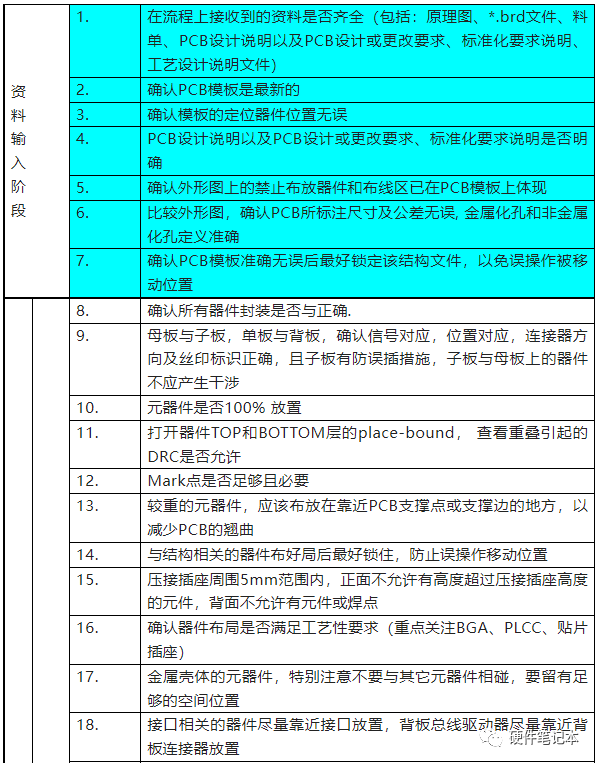 资
料
输
入
阶
段
1. 在流程上接收到的资料是否齐全（包括：原理图、*.brd文件、料
单、PCB设计说明以及PCB设计或更改要求、标准化要求说明、
工艺设计说明文件）
2. 确认PCB模板是最新的
3. 确认模板的定位器件位置无误
4. PCB设计说明以及PCB设计或更改要求、标准化要求说明是否明
确
5. 确认外形图上的禁止布放器件和布线区已在PCB模板上体现
6. 比较外形图，确认PCB所标注尺寸及公差无误, 金属化孔和非金属
化孔定义准确
7. 确认PCB模板准确无误后最好锁定该结构文件，以免误操作被移
动位置
8. 确认所有器件封装是否与正确.
9. 母板与子板，单板与背板，确认信号对应，位置对应，连接器方
向及丝印标识正确，且子板有防误插措施，子板与母板上的器件
不应产生干涉
10. 元器件是否100% 放置
11. 打开器件TOP和BOTTOM层的place-bound， 查看重叠引起的
DRC是否允许
12. Mark点是否足够且必要
13. 较重的元器件，应该布放在靠近PCB支撑点或支撑边的地方，以
减少PCB的翘曲
14. 与结构相关的器件布好局后最好锁住，防止误操作移动位置
15. 压接插座周围5mm范围内，正面不允许有高度超过压接插座高度
的元件，背面不允许有元件或焊点
16. 确认器件布局是否满足工艺性要求（重点关注BGA、PLCC、贴片
插座）
17. 金属壳体的元器件，特别注意不要与其它元器件相碰，要留有足
够的空间位置
18. 接口相关的器件尽量靠近接口放置，背板总线驱动器尽量靠近背
板连接器放置
硬件笔记本